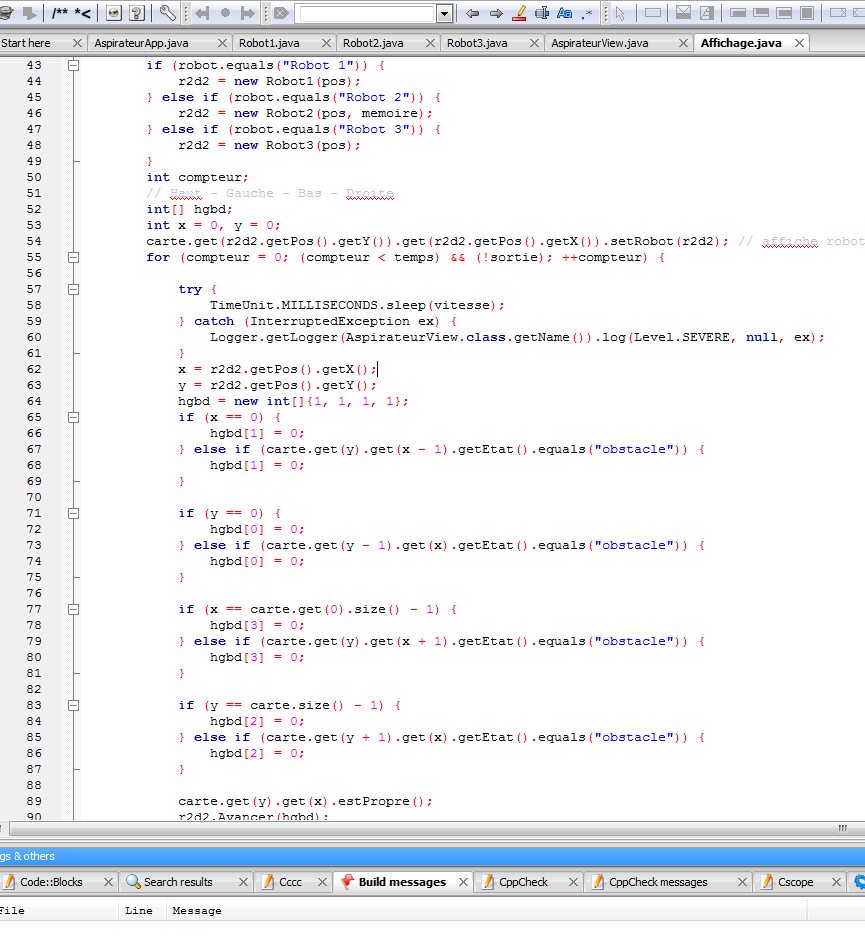 /** *<
Aa .*
Start here AspirateurApp.java Robot1.java Robot2.java Robot3.java AspirateurView.java Affichage.java
43 if (robot.equals("Robot 1")) {
44 r2d2 = new Robot1(pos);
45 } else if (robot.equals("Robot 2")) {
46 r2d2 = new Robot2(pos, memoire);
47 } else if (robot.equals("Robot 3")) {
48 r2d2 = new Robot3(pos);
49 }
50 int compteur;
51 // Haut - Gauche - Bas - Droite
52 int[] hgbd;
53 int x = 0, y = 0;
54 carte.get(r2d2.getPos().getY()).get(r2d2.getPos().getX()).setRobot(r2d2); // affiche robot
55 for (compteur = 0; (compteur < temps) && (!sortie); ++compteur) {
56
57 try {
58 TimeUnit.MILLISECONDS.sleep(vitesse);
59 } catch (InterruptedException ex) {
60 Logger.getLogger(AspirateurView.class.getName()).log(Level.SEVERE, null, ex);
61 }
62 x = r2d2.getPos().getX();
63 y = r2d2.getPos().getY();
64 hgbd = new int[]{1, 1, 1, 1};
65 if (x == 0) {
66 hgbd[1] = 0;
67 } else if (carte.get(y).get(x - 1).getEtat().equals("obstacle")) {
68 hgbd[1] = 0;
69 }
70
71 if (y == 0) {
72 hgbd[0] = 0;
73 } else if (carte.get(y - 1).get(x).getEtat().equals("obstacle")) {
74 hgbd[0] = 0;
75 }
76
77 if (x == carte.get(0).size() - 1) {
78 hgbd[3] = 0;
79 } else if (carte.get(y).get(x + 1).getEtat().equals("obstacle")) {
80 hgbd[3] = 0;
81 }
82
83 if (y == carte.size() - 1) {
84 hgbd[2] = 0;
85 } else if (carte.get(y + 1).get(x).getEtat().equals("obstacle")) {
86 hgbd[2] = 0;
87 }
88
89 carte.get(y).get(x).estPropre();
90 r2d2.Avancer(hgbd);
gs & others
Code::Blocks Search results Cccc Build messages CppCheck CppCheck messages Cscope
File Line Message